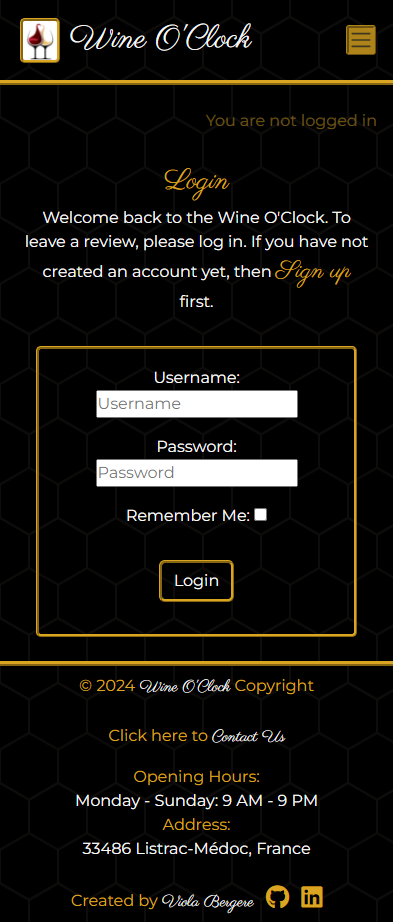 Wine O'Clock
You are not logged in
Login
Welcome back to the Wine O'Clock. To
leave a review, please log in. If you have not
created an account yet, then Sign up
first.
Username:
Username
Password:
Password
Remember Me:
Login
© 2024 Wine O'Clock Copyright
Click here to Contact Us
Opening Hours:
Monday - Sunday: 9 AM - 9 PM
Address:
33486 Listrac-Médoc, France
Created by Viola Bergere